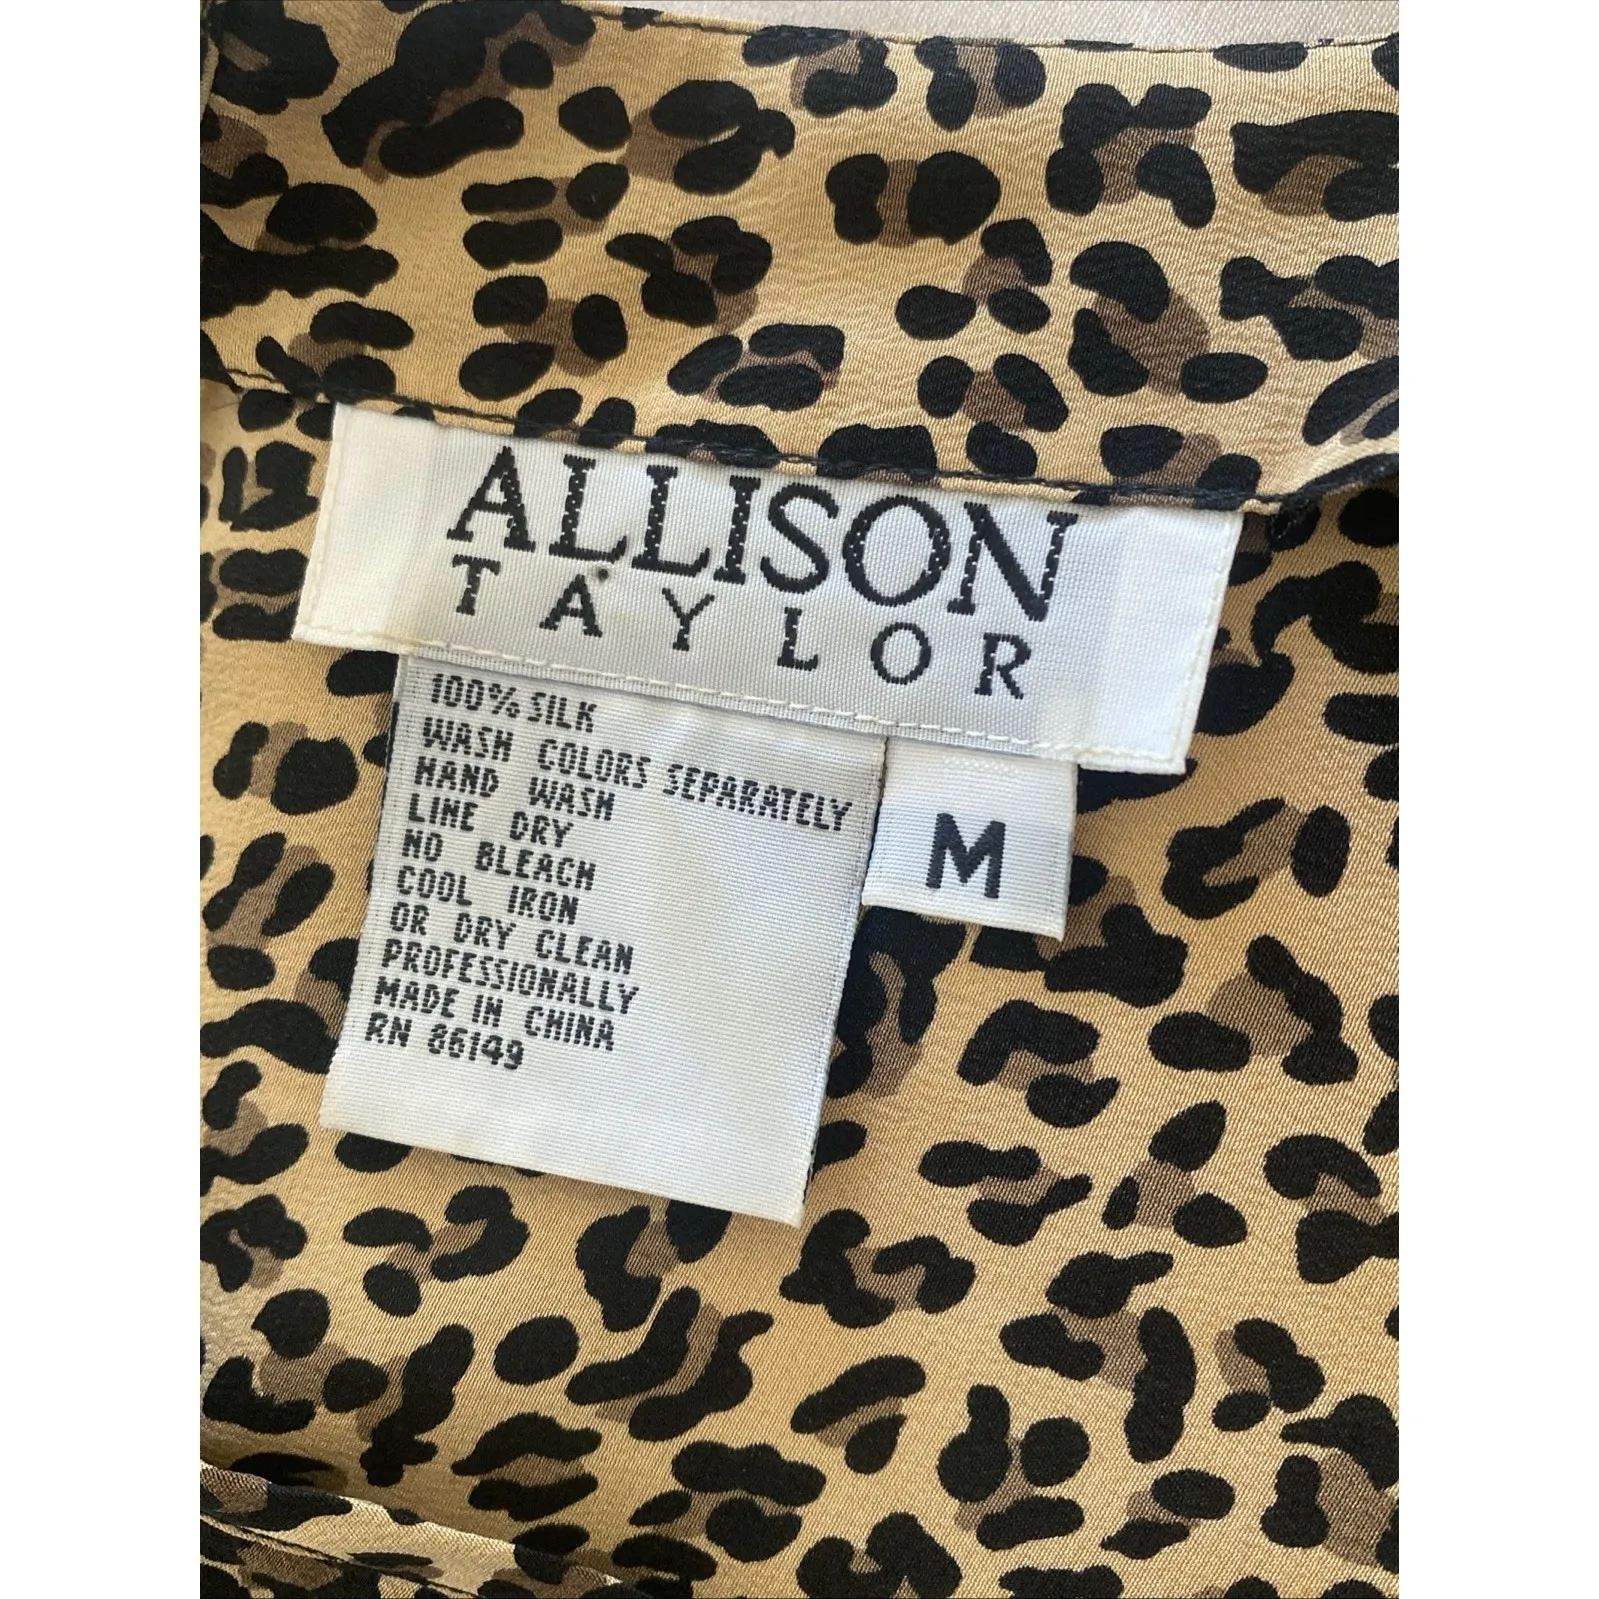 ALLISON
TAYLOR
100% SILK
WASH COLORS SEPARATELY
HAND WASH
LINE DRY
NO BLEACH
COOL IRON
OR DRY CLEAN
PROFESSIONALLY
MADE IN CHINA
RN 86149
M